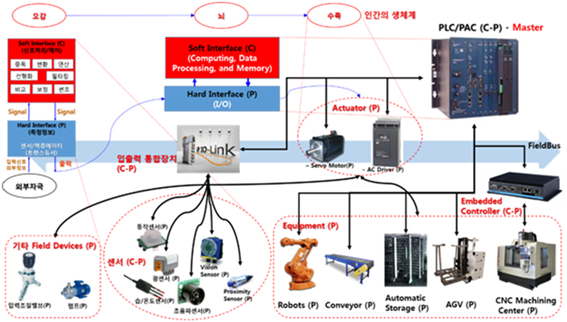 오감
뇌
수족
인간의 생체계
PLC/PAC (C-P) - Master
Soft Interface (C)
(신호처리/제어)
증폭 변환 연산
선형화 필터링
비교 보정 변조
Signal
Signal
Hard Interface (P)
(측정정보)
센서/액츄에이터
(트랜스듀서)
입력신호
외부정보
출력
외부자극
Soft Interface (C)
(Computing, Data
Processing, and Memory)
Hard Interface (P)
(I/O)
입출력 통합장치
(C-P)
IO-Link
Actuator (P)
- Servo Motor(P)
- AC Driver (P)
FieldBus
Embedded
Controller (C-P)
기타 Field Devices (P)
압력조절밸브(P)
펌프(P)
센서 (C-P)
동작센서(P)
광센서(P)
습/온도센서(P)
초음파센서(P)
Vision
Sensor (P)
Proximity
Sensor (P)
Equipment (P)
Robots (P)
Conveyor (P)
Automatic
Storage (P)
AGV (P)
CNC Machining
Center (P)